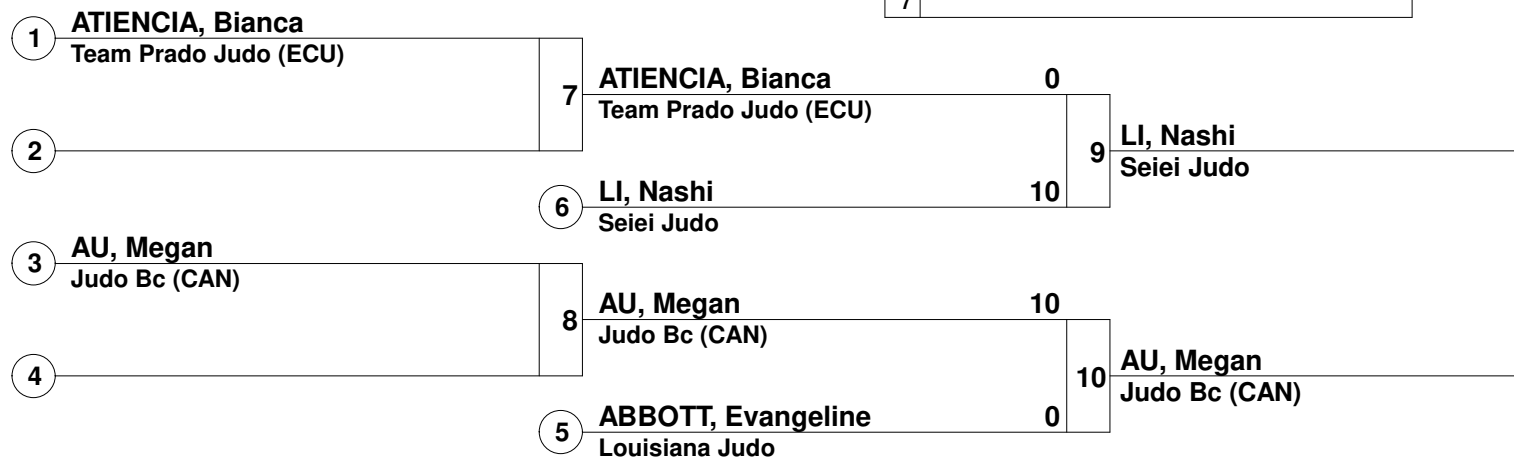 7
1
ATIENCIA, Bianca
Team Prado Judo (ECU)
7
ATIENCIA, Bianca 0
Team Prado Judo (ECU)
2
9
LI, Nashi
Seiei Judo
6
LI, Nashi 10
Seiei Judo
3
AU, Megan
Judo Bc (CAN)
8
AU, Megan 10
Judo Bc (CAN)
4
10
AU, Megan
Judo Bc (CAN)
5
ABBOTT, Evangeline 0
Louisiana Judo